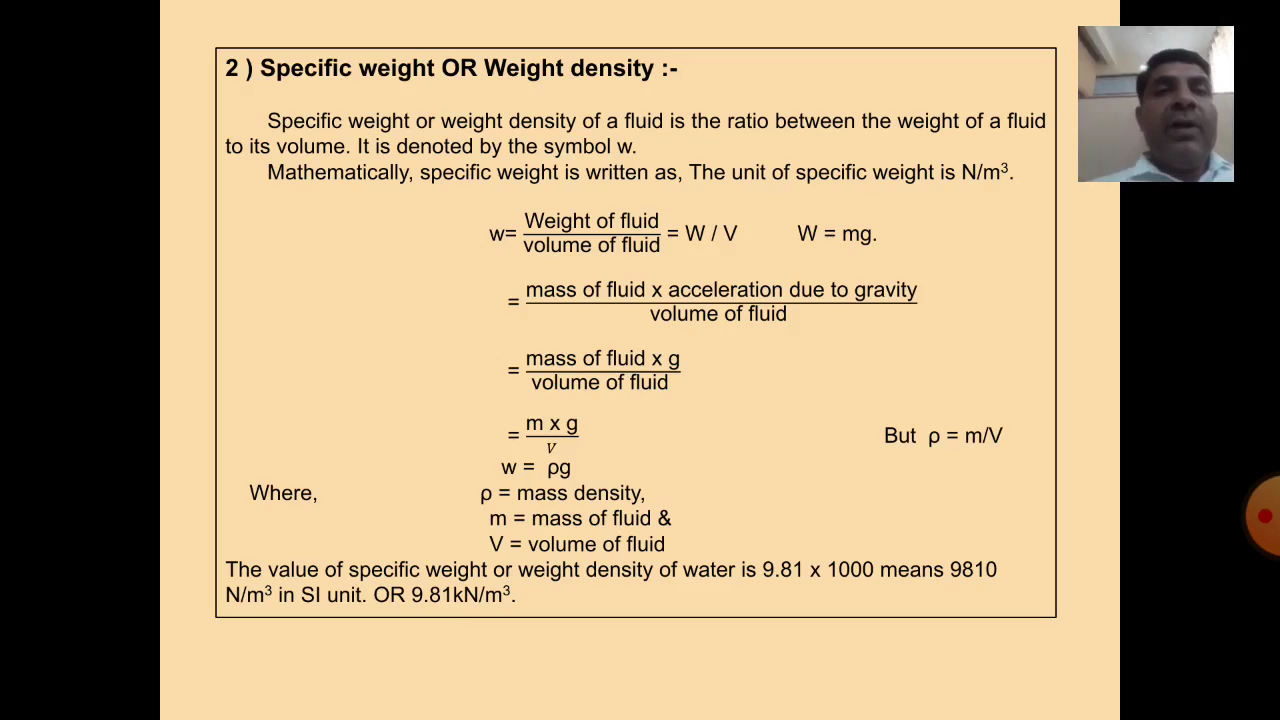 2 ) Specific weight OR Weight density :-
Specific weight or weight density of a fluid is the ratio between the weight of a fluid
to its volume. It is denoted by the symbol w.
Mathematically, specific weight is written as, The unit of specific weight is N/m³.
w= Weight of fluid / volume of fluid = W / V W = mg.
= mass of fluid x acceleration due to gravity / volume of fluid
= mass of fluid x g / volume of fluid
= m x g / V But ρ = m/V
w = ρg
Where, ρ = mass density,
m = mass of fluid &
V = volume of fluid
The value of specific weight or weight density of water is 9.81 x 1000 means 9810
N/m³ in SI unit. OR 9.81kN/m³.